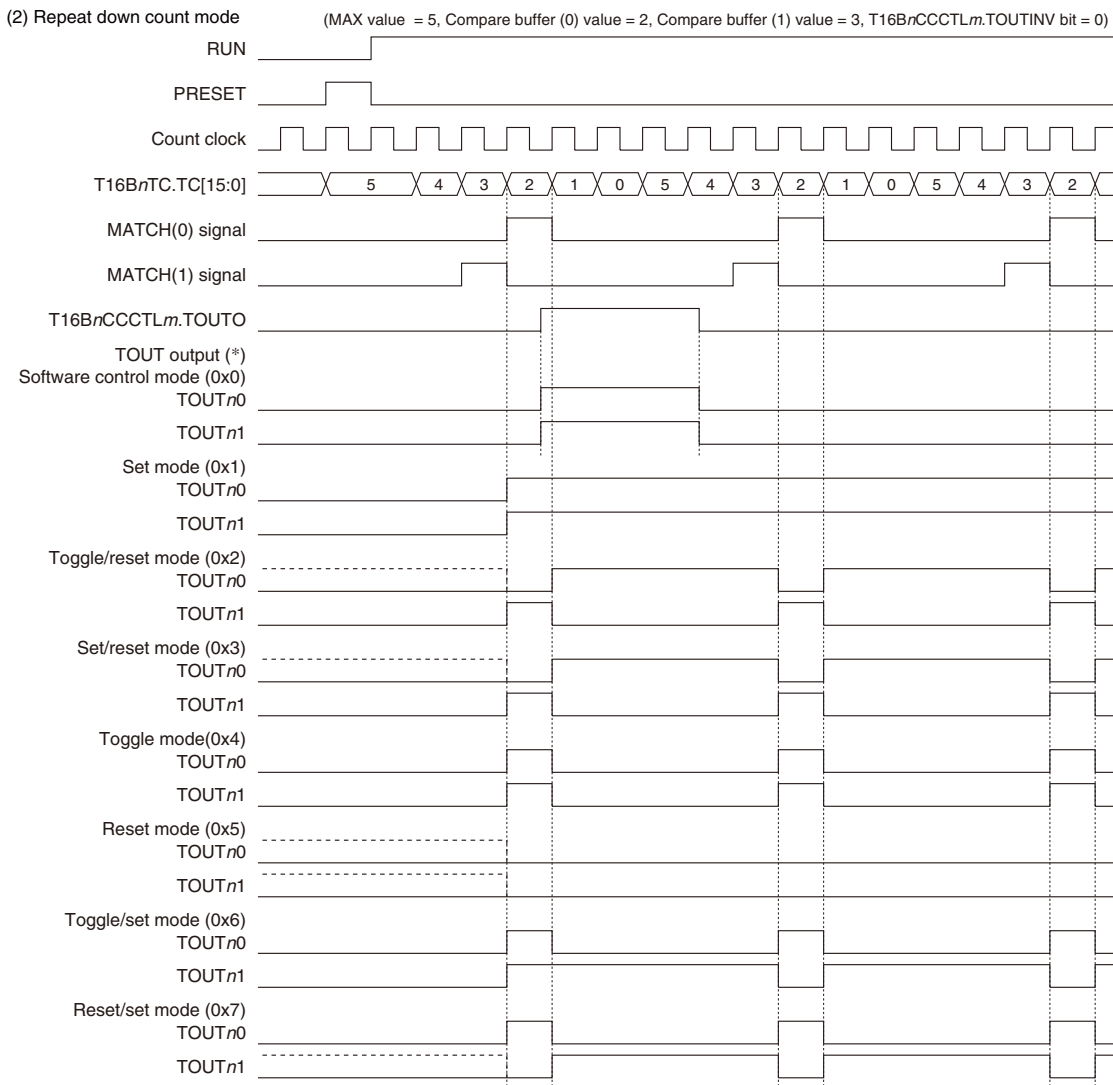 (2) Repeat down count mode (MAX value = 5, Compare buffer (0) value = 2, Compare buffer (1) value = 3, T16BnCCCTLm.TOUTINV bit = 0)
RUN
PRESET
Count clock
T16BnTC.TC[15:0] 5 4 3 2 1 0 5 4 3 2 1 0 5 4 3 2
MATCH(0) signal
MATCH(1) signal
T16BnCCCTLm.TOUTO
TOUT output (*)
Software control mode (0x0)
TOUTn0
TOUTn1
Set mode (0x1)
TOUTn0
TOUTn1
Toggle/reset mode (0x2)
TOUTn0
TOUTn1
Set/reset mode (0x3)
TOUTn0
TOUTn1
Toggle mode(0x4)
TOUTn0
TOUTn1
Reset mode (0x5)
TOUTn0
TOUTn1
Toggle/set mode (0x6)
TOUTn0
TOUTn1
Reset/set mode (0x7)
TOUTn0
TOUTn1